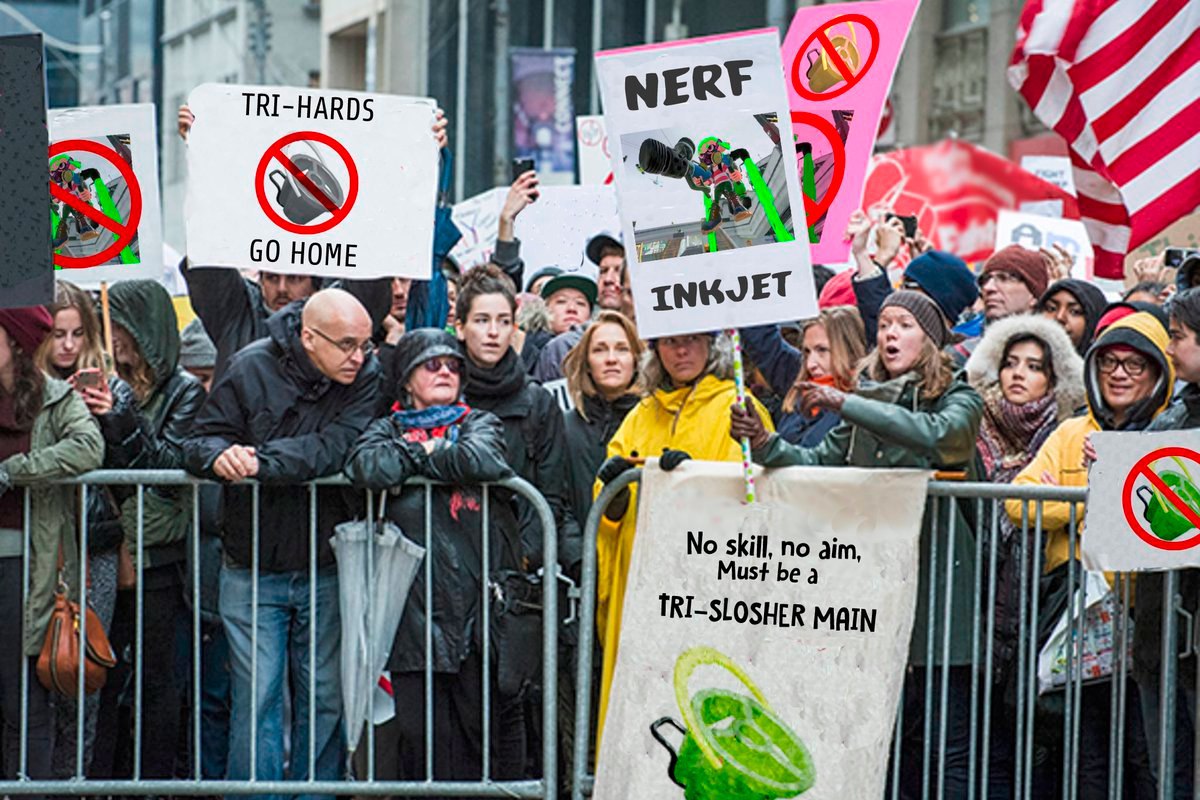 TRI-HARDS
GO HOME
NERF
INKJET
No skill, no aim,
Must be a
TRI-SLOSHER MAIN